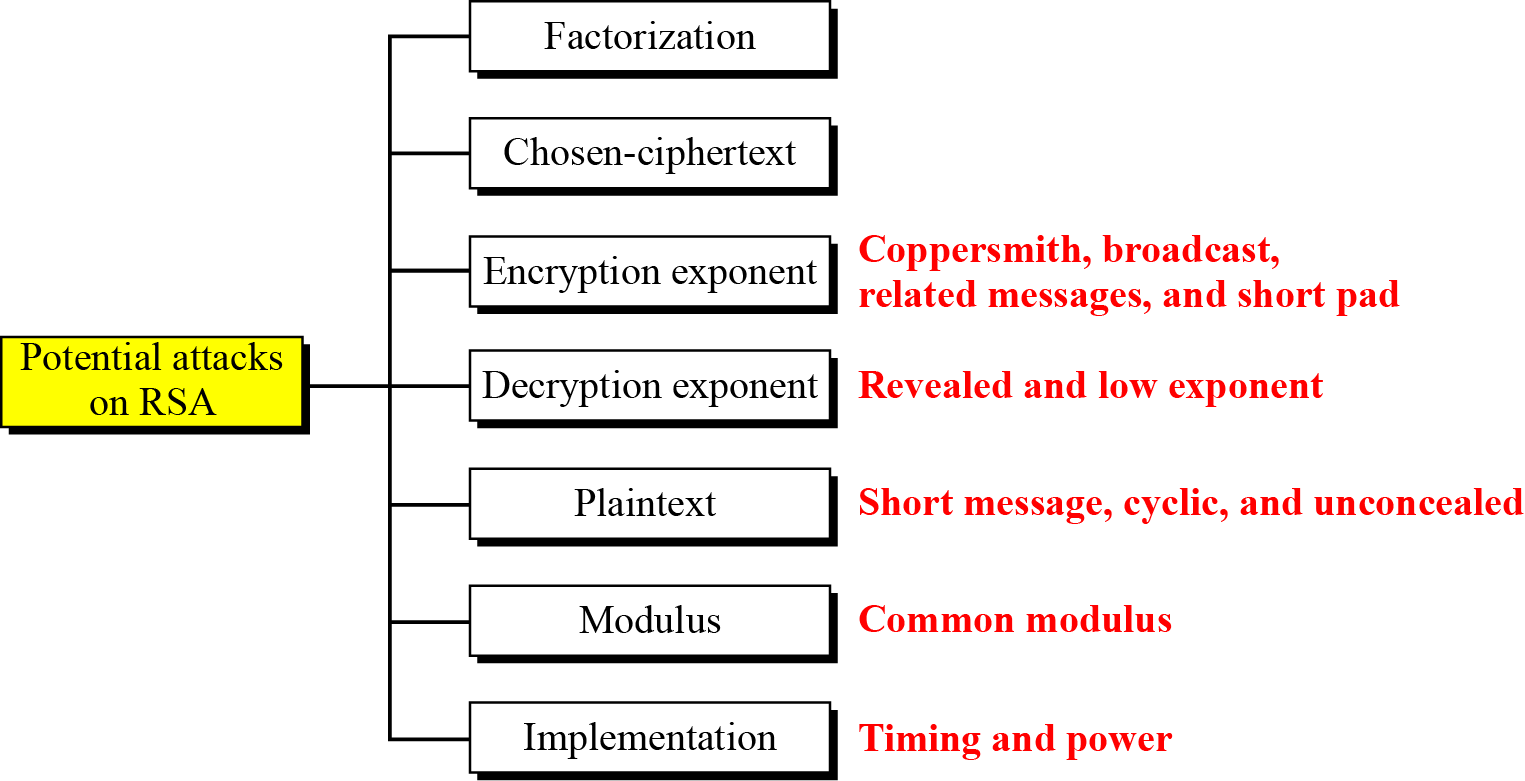 Factorization
Chosen-ciphertext
Encryption exponent
Coppersmith, broadcast,
related messages, and short pad
Potential attacks
on RSA
Decryption exponent
Revealed and low exponent
Plaintext
Short message, cyclic, and unconcealed
Modulus
Common modulus
Implementation
Timing and power